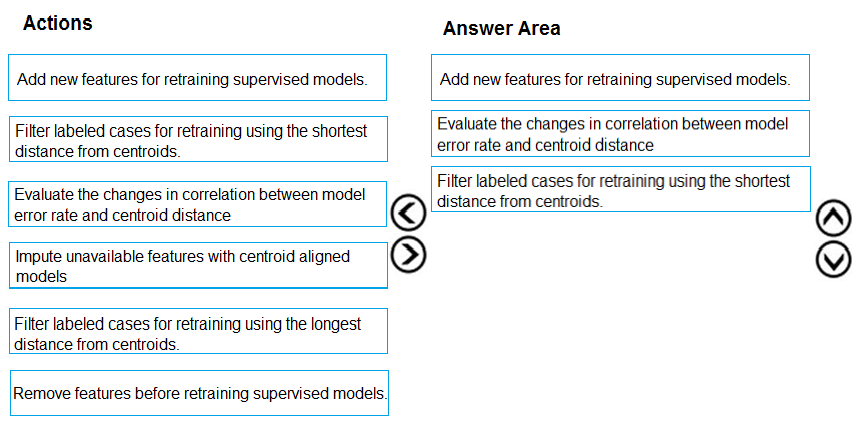 Actions
Add new features for retraining supervised models.
Filter labeled cases for retraining using the shortest
distance from centroids.
Evaluate the changes in correlation between model
error rate and centroid distance
Impute unavailable features with centroid aligned
models
Filter labeled cases for retraining using the longest
distance from centroids.
Remove features before retraining supervised models.
Answer Area
Add new features for retraining supervised models.
Evaluate the changes in correlation between model
error rate and centroid distance
Filter labeled cases for retraining using the shortest
distance from centroids.